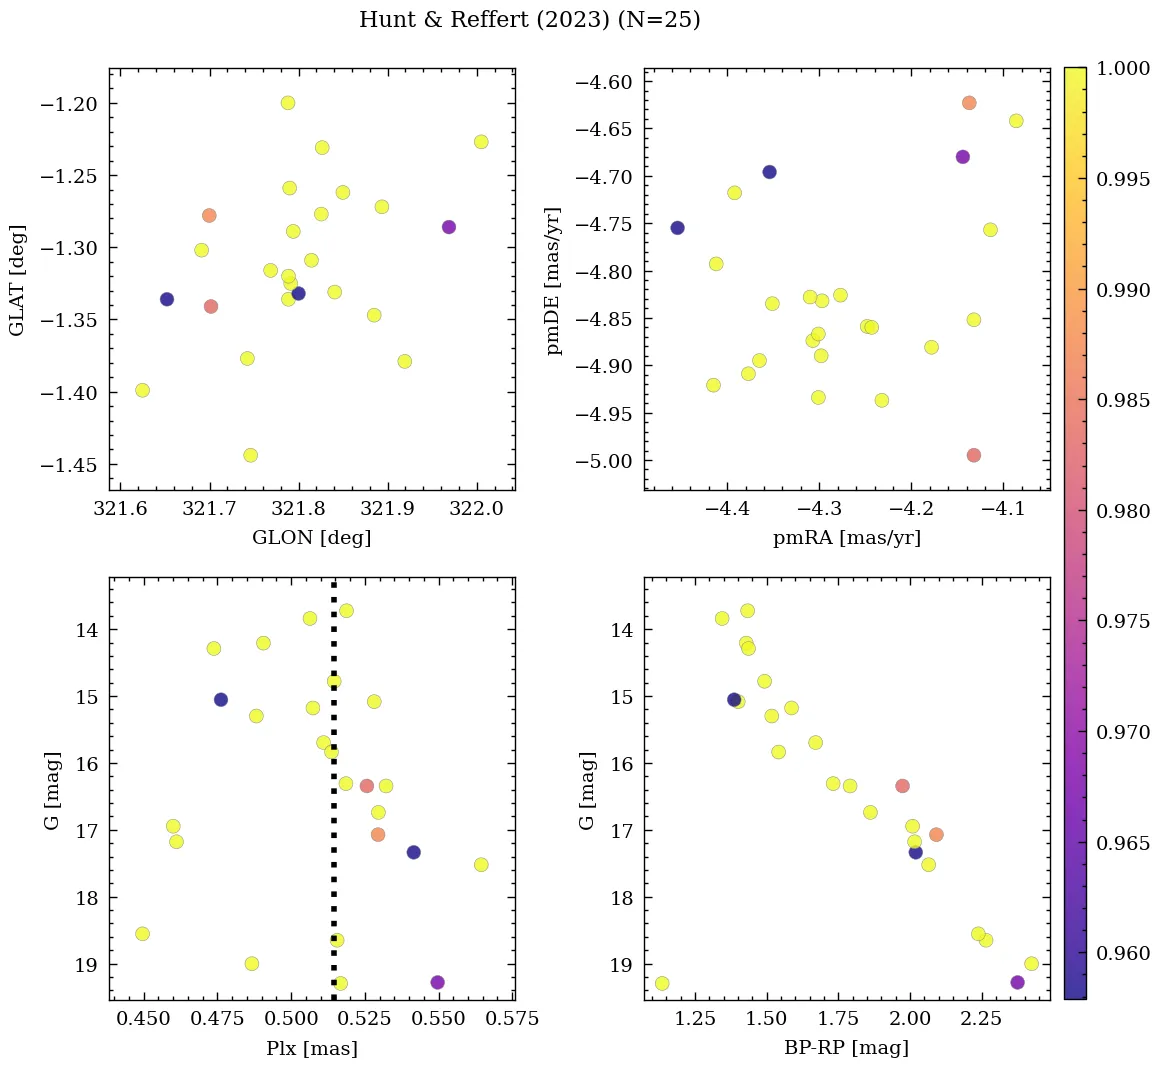 Hunt & Reffert (2023) (N=25)
−1.20
−1.25
−1.30
−1.35
−1.40
−1.45
GLAT [deg]
321.6 321.7 321.8 321.9 322.0
GLON [deg]
−4.60
−4.65
−4.70
−4.75
−4.80
−4.85
−4.90
−4.95
−5.00
pmDE [mas/yr]
−4.4 −4.3 −4.2 −4.1
pmRA [mas/yr]
14
15
16
17
18
19
G [mag]
0.450 0.475 0.500 0.525 0.550 0.575
Plx [mas]
14
15
16
17
18
19
G [mag]
1.25 1.50 1.75 2.00 2.25
BP-RP [mag]
1.000
0.995
0.990
0.985
0.980
0.975
0.970
0.965
0.960